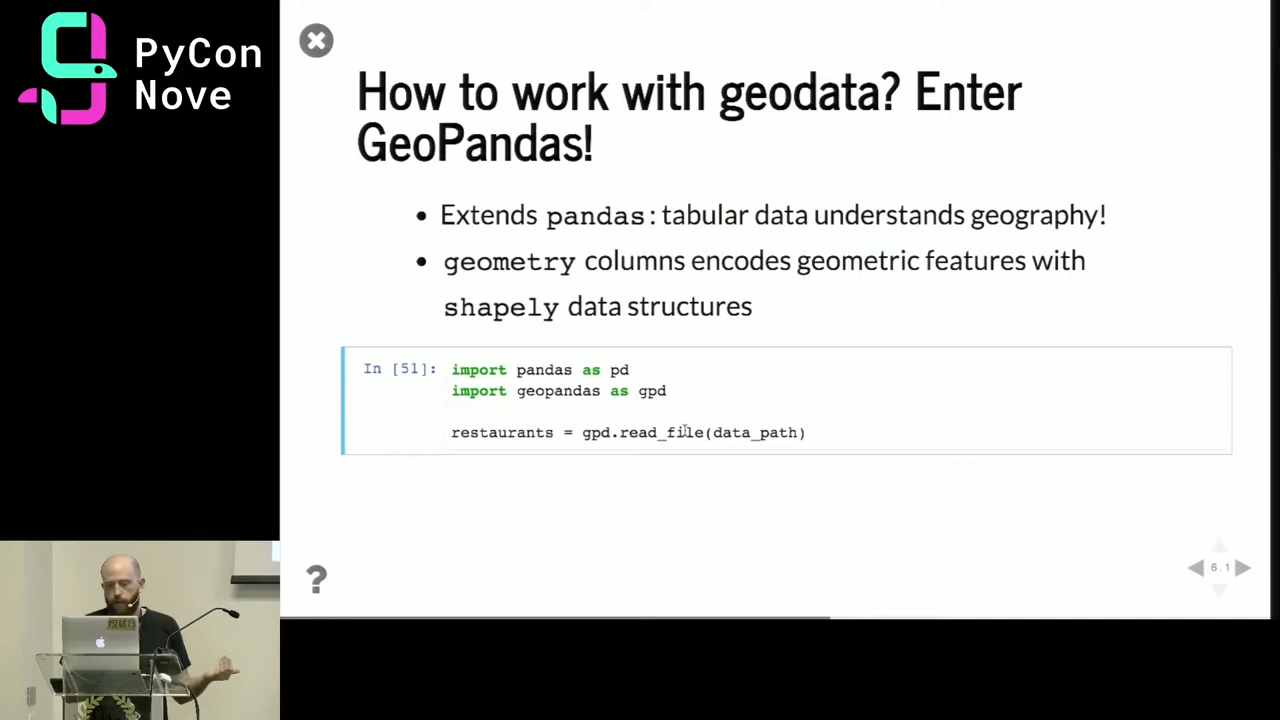 PyCon
Nove
How to work with geodata? Enter
GeoPandas!
• Extends pandas: tabular data understands geography!
• geometry columns encodes geometric features with
shapely data structures
In [51]:
import pandas as pd
import geopandas as gpd
restaurants = gpd.read_file(data_path)
?
6.1